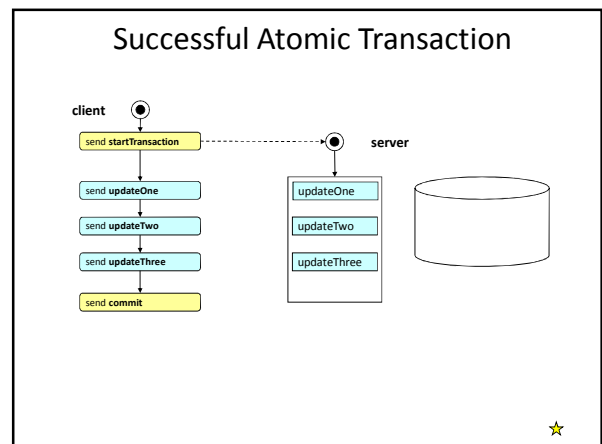 Successful Atomic Transaction
client
send startTransaction
server
send updateOne
updateOne
send updateTwo
updateTwo
send updateThree
updateThree
send commit